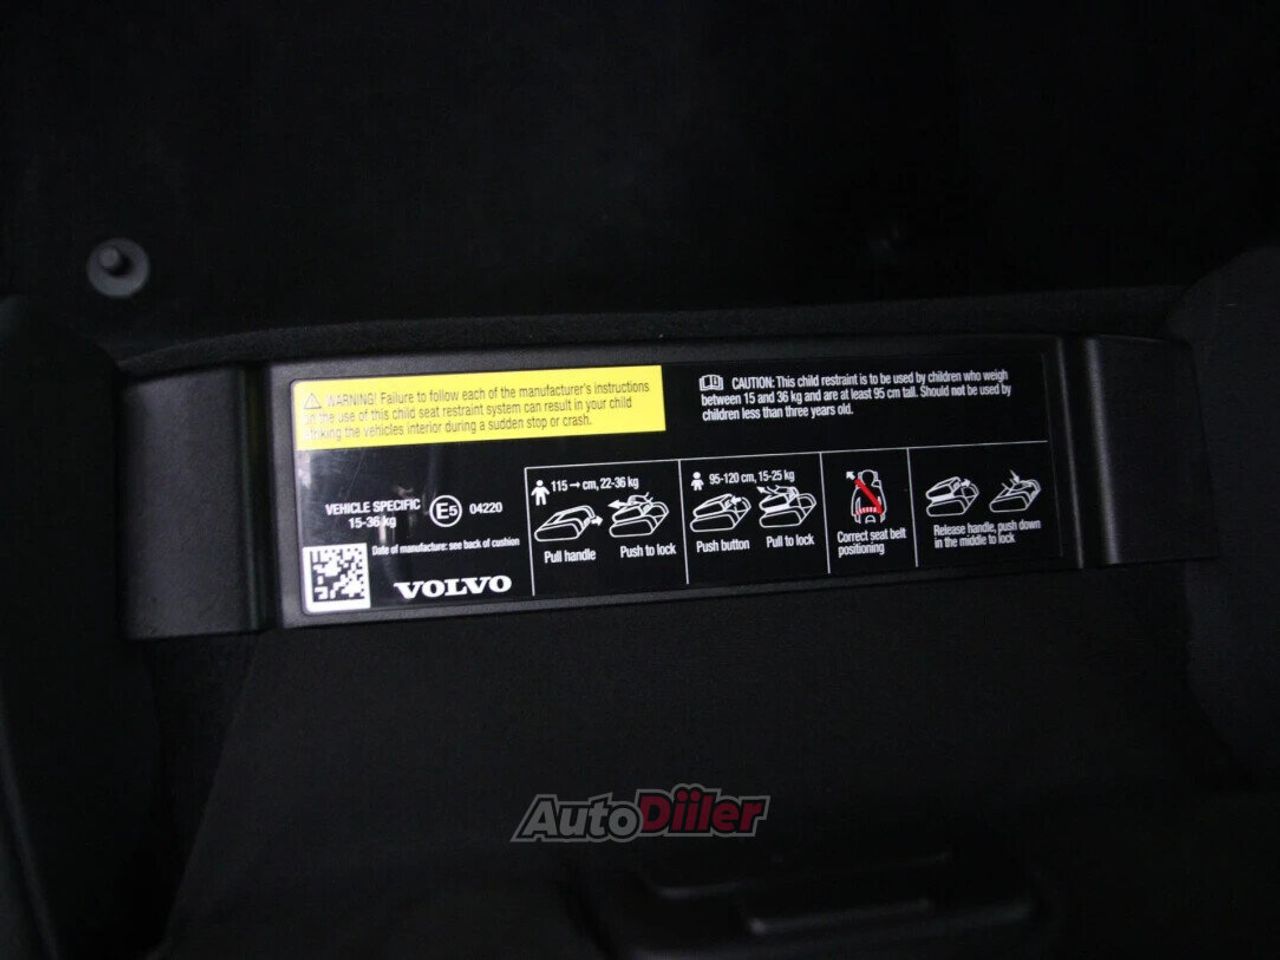 WARNING! Failure to follow each of the manufacturer's instructions
on the use of this child seat restraint system can result in your child
striking the vehicles interior during a sudden stop or crash.
CAUTION: This child restraint is to be used by children who weigh
between 15 and 36 kg and are at least 95 cm tall. Should not be used by
children less than three years old.
VEHICLE SPECIFIC
15-36 kg
E5
04220
Date of manufacture: see back of cushion
VOLVO
115 → cm, 22-36 kg
Pull handle
Push to lock
95-120 cm, 15-25 kg
Push button
Pull to lock
Correct seat belt
positioning
Release handle, push down
in the middle to lock
AutoDiiler